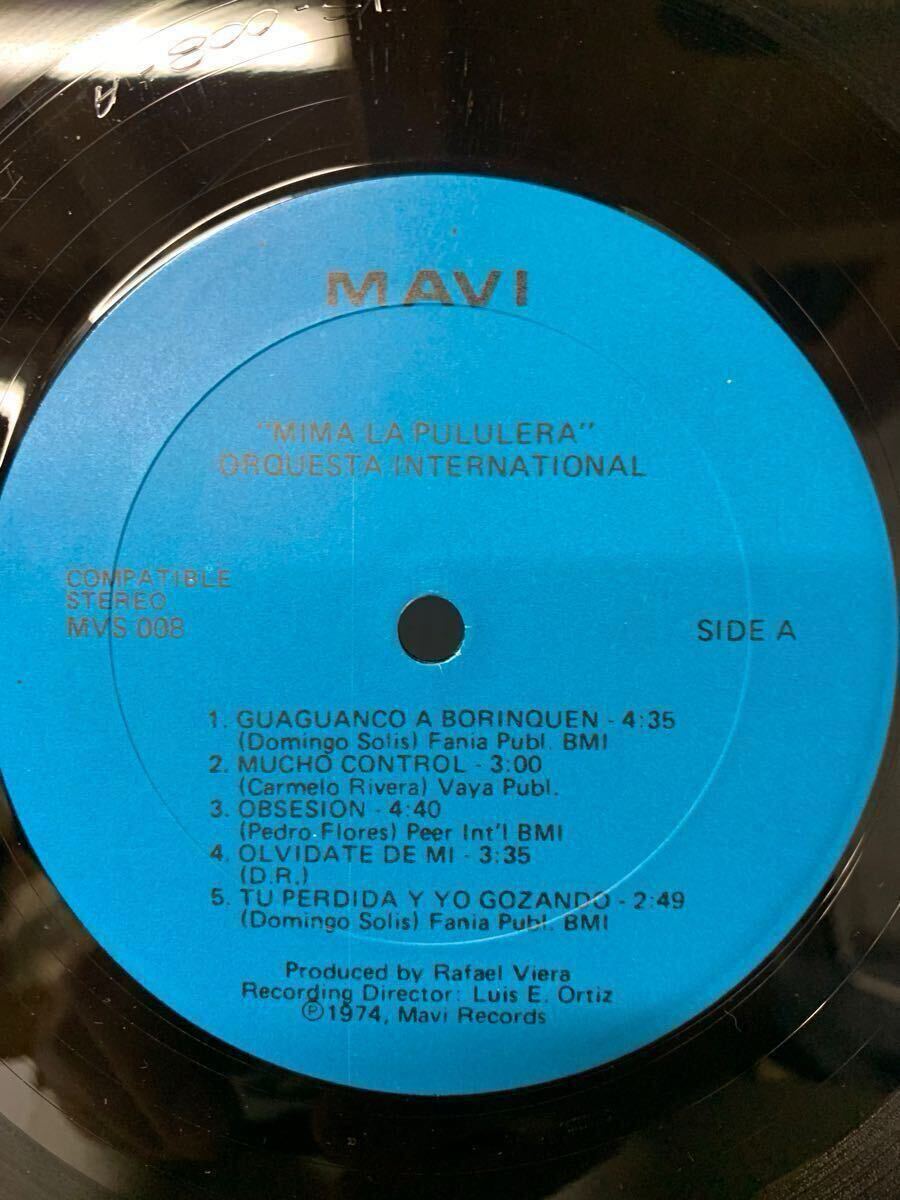 MAVI
"MIMA LA PULULERA"
ORQUESTA INTERNATIONAL
COMPATIBLE
STEREO
MVS 008
SIDE A
1. GUAGUANCO A BORINQUEN - 4:35
(Domingo Solis) Fania Publ. BMI
2. MUCHO CONTROL - 3:00
(Carmelo Rivera) Vaya Publ.
3. OBSESION - 4:40
(Pedro Flores) Peer Int'l BMI
4. OLVIDATE DE MI - 3:35
(D.R.)
5. TU PERDIDA Y YO GOZANDO - 2:49
(Domingo Solis) Fania Publ. BMI
Produced by Rafael Viera
Recording Director: Luis E. Ortiz
Ⓟ1974, Mavi Records